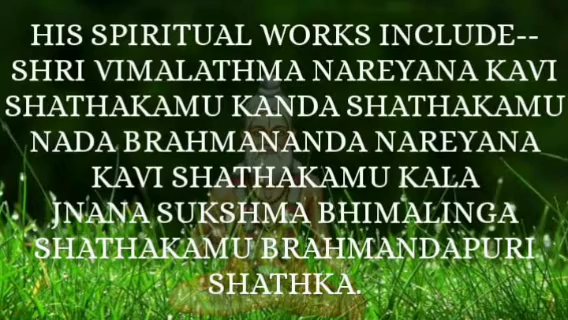 HIS SPIRITUAL WORKS INCLUDE--
SHRI VIMALATHMA NAREYANA KAVI
SHATHAKAMU KANDA SHATHAKAMU
NADA BRAHMANANDA NAREYANA
KAVI SHATHAKAMU KALA
JNANA SUKSHMA BHIMALINGA
SHATHAKAMU BRAHMANDAPURI
SHATHKA.